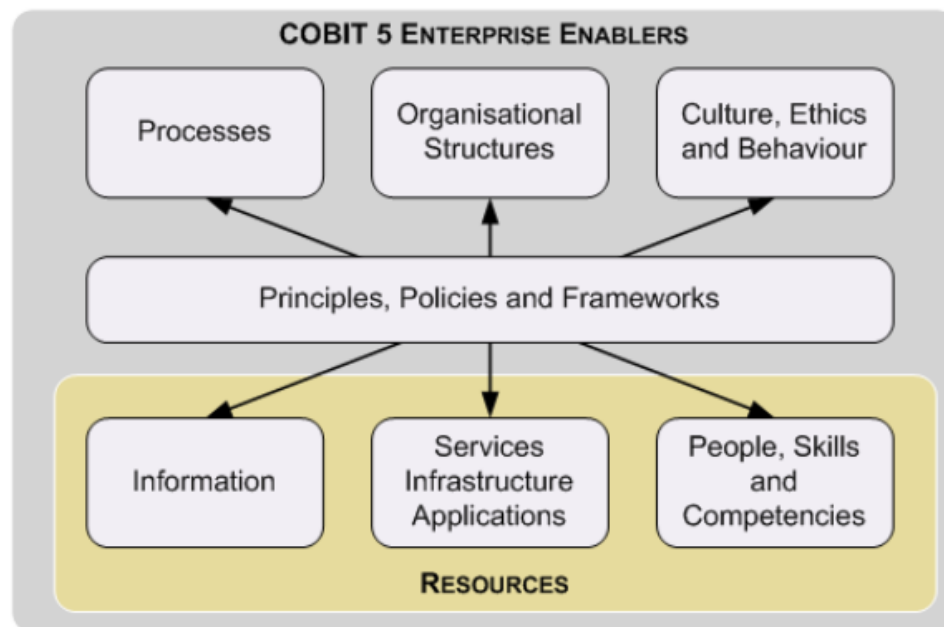 COBIT 5 ENTERPRISE ENABLERS
Processes
Organisational
Structures
Culture, Ethics
and Behaviour
Principles, Policies and Frameworks
Information
Services
Infrastructure
Applications
People, Skills
and
Competencies
RESOURCES